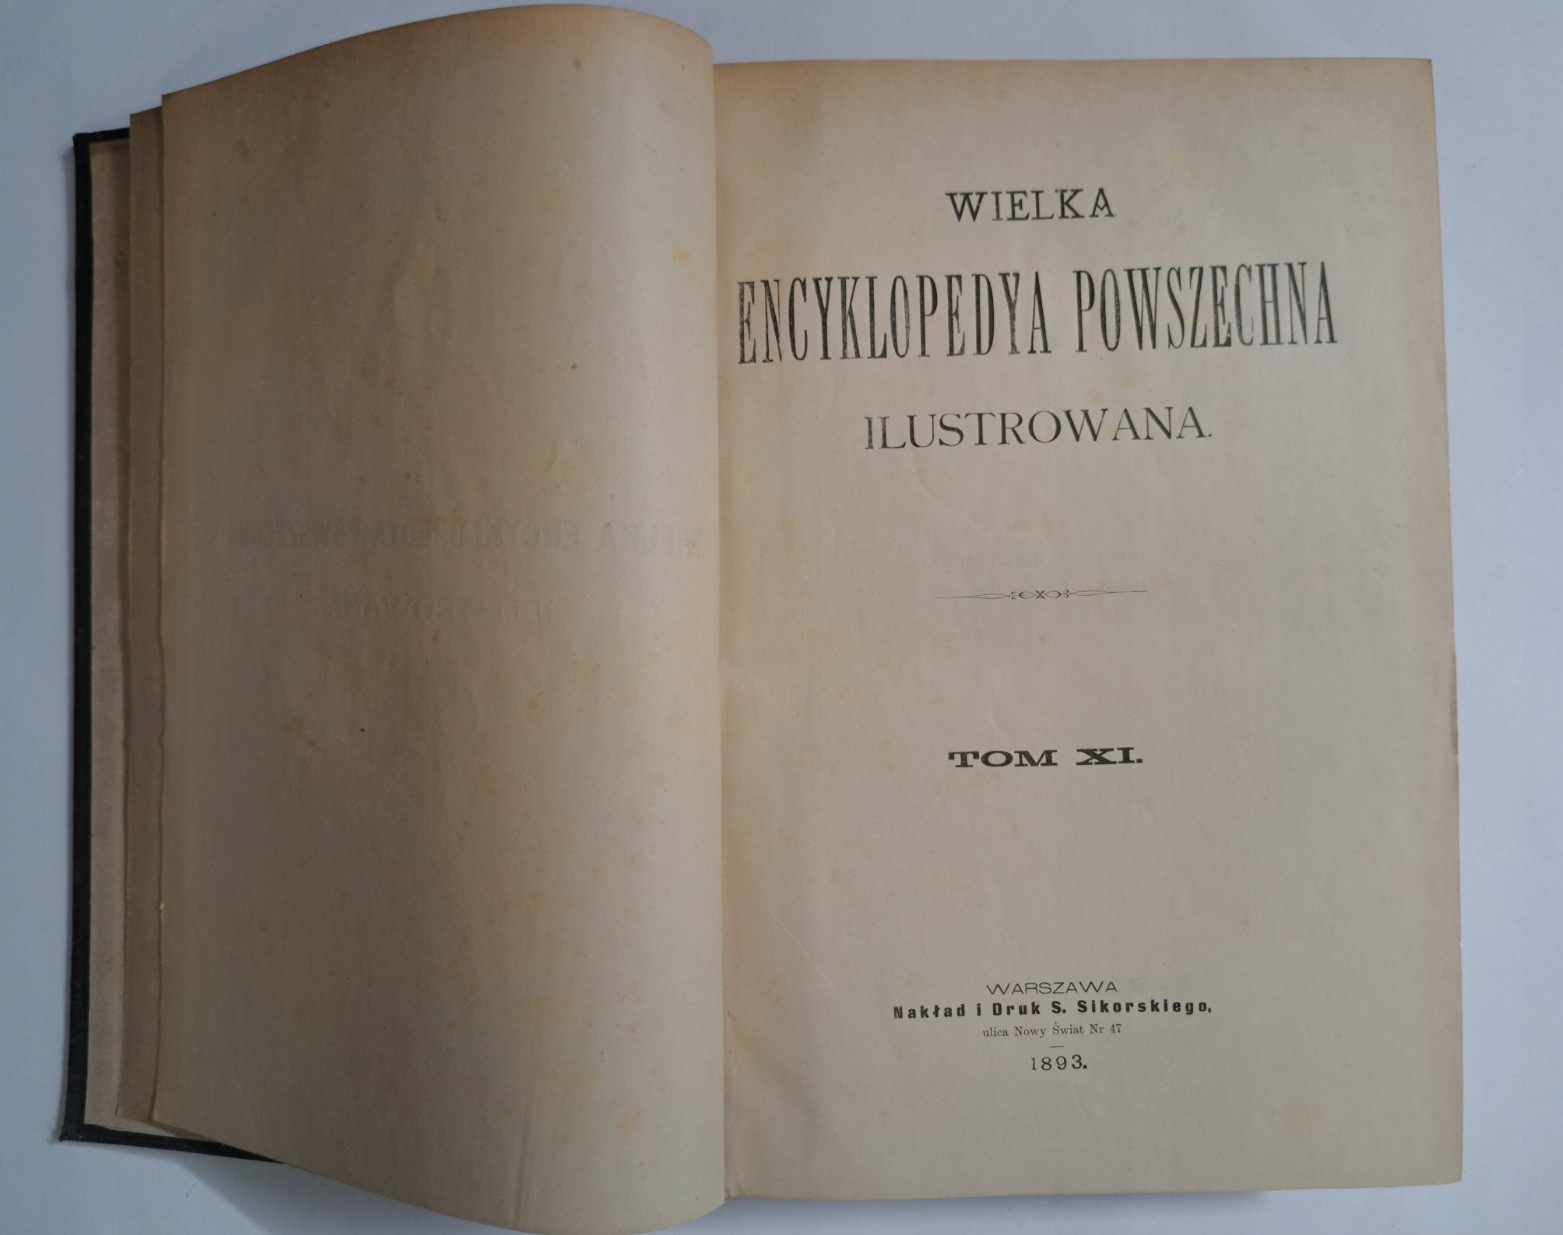 WIELKA
ENCYKLOPEDYA POWSZECHNA
ILUSTROWANA.
TOM XI.
WARSZAWA
Nakład i Druk S. Sikorskiego,
ulica Nowy Świat Nr 47
1893.